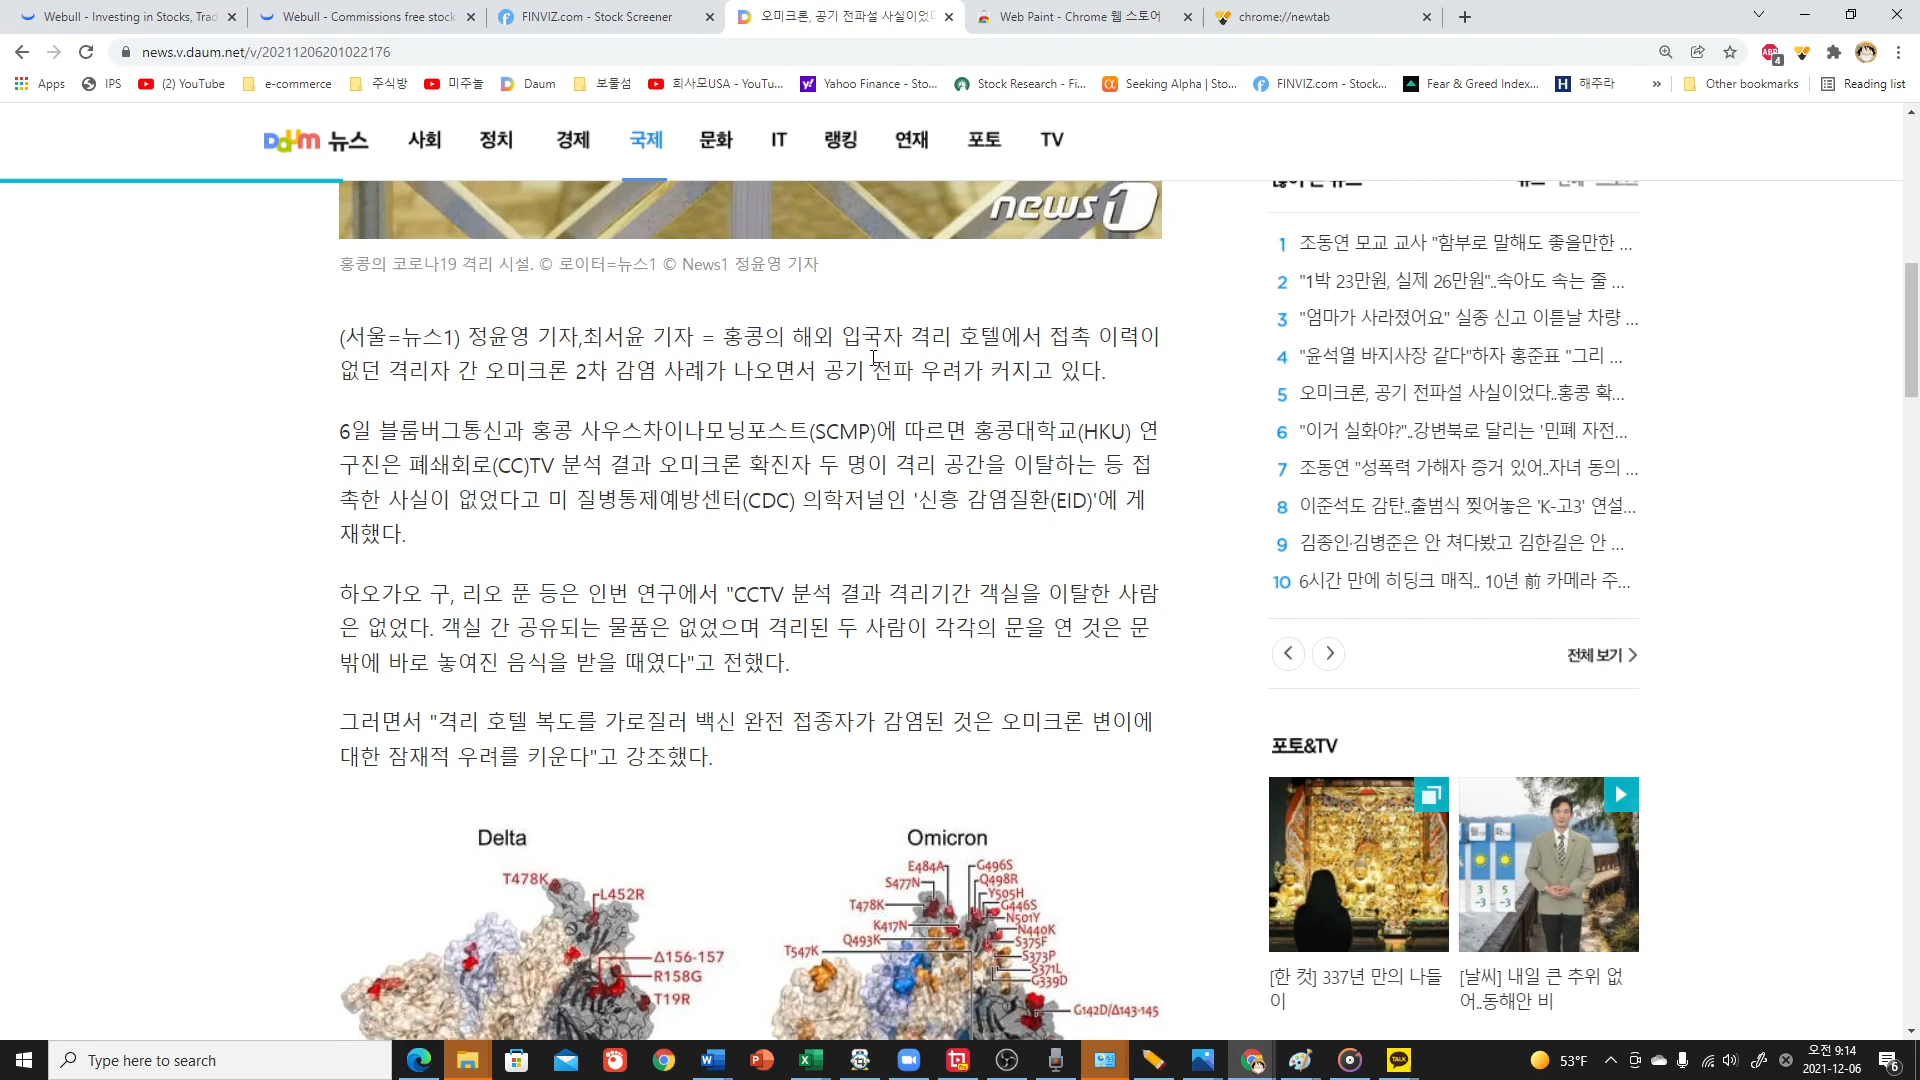 Webull - Investing in Stocks, Trad
Webull - Commissions free stock
FINVIZ.com - Stock Screener
오미크론, 공기 전파설 사실이었다
Web Paint - Chrome 웹 스토어
chrome://newtab
news.v.daum.net/v/20211206201022176
Apps
IPS
(2) YouTube
e-commerce
주식방
미주놀
Daum
보물섬
희사모USA - YouTu...
Yahoo Finance - Sto...
Stock Research - Fi...
Seeking Alpha | Sto...
FINVIZ.com - Stock...
Fear & Greed Index...
해주라
Other bookmarks
Reading list
Daum 뉴스 사회 정치 경제 국제 문화 IT 랭킹 연재 포토 TV
news1
홍콩의 코로나19 격리 시설. © 로이터=뉴스1 © News1 정윤영 기자
(서울=뉴스1) 정윤영 기자,최서윤 기자 = 홍콩의 해외 입국자 격리 호텔에서 접촉 이력이
없던 격리자 간 오미크론 2차 감염 사례가 나오면서 공기 전파 우려가 커지고 있다.
6일 블룸버그통신과 홍콩 사우스차이나모닝포스트(SCMP)에 따르면 홍콩대학교(HKU) 연
구진은 폐쇄회로(CC)TV 분석 결과 오미크론 확진자 두 명이 격리 공간을 이탈하는 등 접
촉한 사실이 없었다고 미 질병통제예방센터(CDC) 의학저널인 '신흥 감염질환(EID)'에 게
재했다.
하오가오 구, 리오 푼 등은 인번 연구에서 "CCTV 분석 결과 격리기간 객실을 이탈한 사람
은 없었다. 객실 간 공유되는 물품은 없었으며 격리된 두 사람이 각각의 문을 연 것은 문
밖에 바로 놓여진 음식을 받을 때였다"고 전했다.
그러면서 "격리 호텔 복도를 가로질러 백신 완전 접종자가 감염된 것은 오미크론 변이에
대한 잠재적 우려를 키운다"고 강조했다.
Delta
T478K
L452R
Δ156-157
R158G
T19R
Omicron
E484A
G496S
S477N
Q498R
Y505H
T478K
G446S
N501Y
K417N
N440K
Q493K
S375F
T547K
S373P
S371L
G339D
G142D/Δ143-145
1 조동연 모교 교사 "함부로 말해도 좋을만한 ...
2 "1박 23만원, 실제 26만원"..속아도 속는 줄 ...
3 "엄마가 사라졌어요" 실종 신고 이튿날 차량 ...
4 "윤석열 바지사장 같다"하자 홍준표 "그리 ...
5 오미크론, 공기 전파설 사실이었다..홍콩 확...
6 "이거 실화야?"..강변북로 달리는 '민폐 자전...
7 조동연 "성폭력 가해자 증거 있어..자녀 동의 ...
8 이준석도 감탄..출범식 찢어놓은 'K-고3' 연설...
9 김종인·김병준은 안 쳐다봤고 김한길은 안 ...
10 6시간 만에 히딩크 매직.. 10년 前 카메라 주...
전체 보기
포토&TV
3 5
-3 -3
[한 컷] 337년 만의 나들
이
[날씨] 내일 큰 추위 없
어..동해안 비
Type here to search
53°F
오전 9:14
2021-12-06